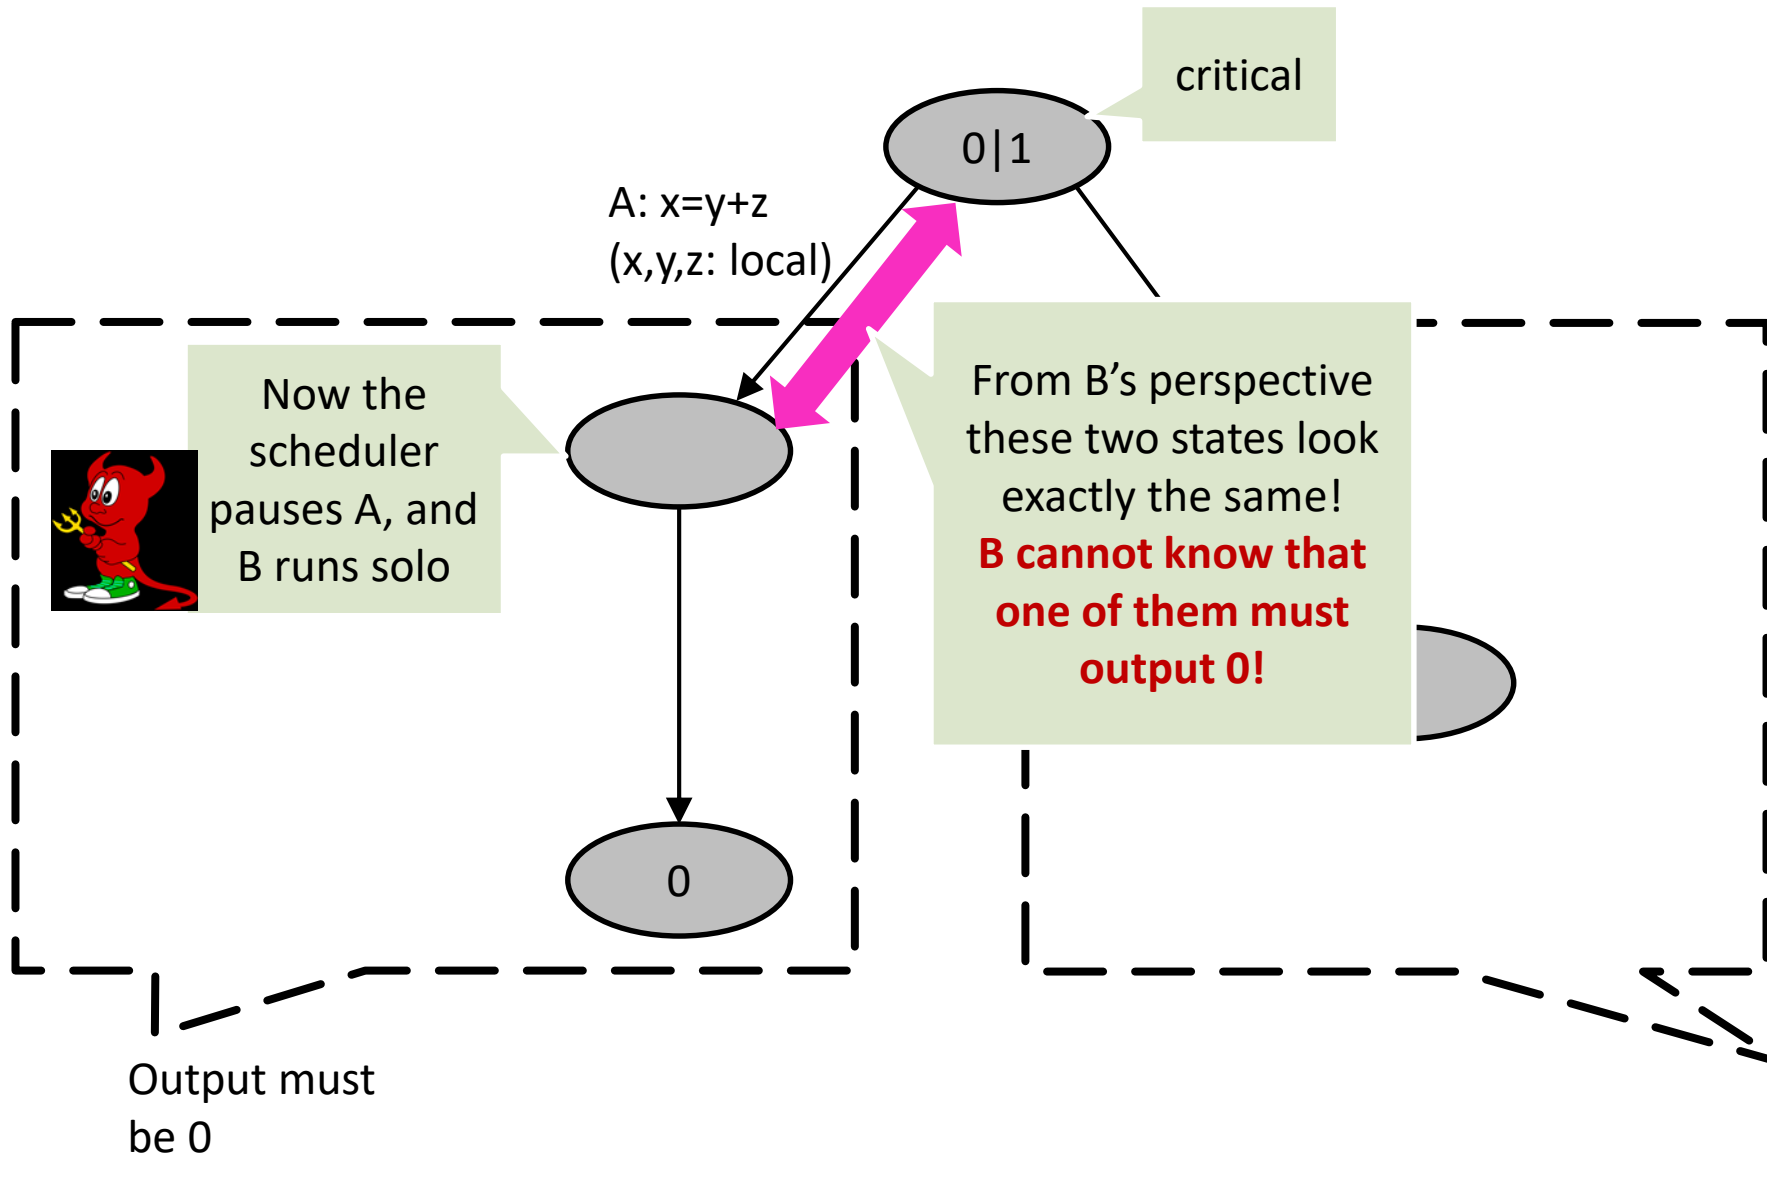 critical
0|1
A: x=y+z
(x,y,z: local)
Now the
scheduler
pauses A, and
B runs solo
From B’s perspective
these two states look
exactly the same!
B cannot know that
one of them must
output 0!
0
Output must
be 0